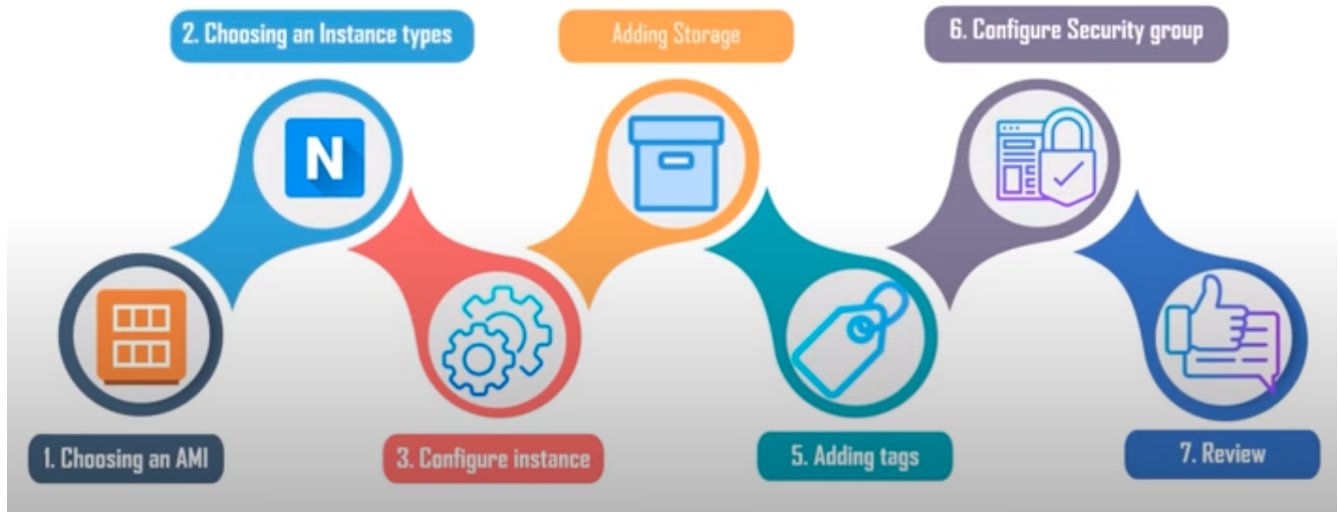 1. Choosing an AMI
2. Choosing an Instance types
N
3. Configure instance
Adding Storage
5. Adding tags
6. Configure Security group
7. Review